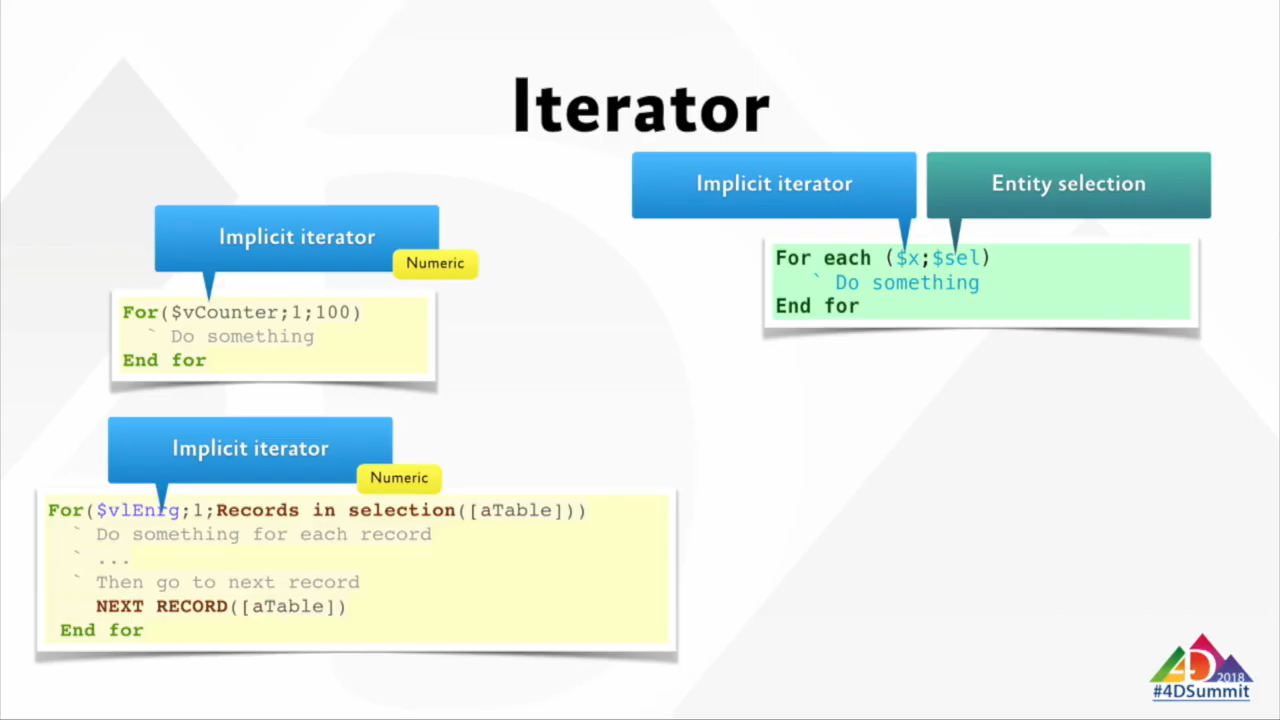 Iterator
Implicit iterator
Numeric
For($vCounter;1;100)
` Do something
End for
Implicit iterator
Numeric
For($vlEnrg;1;Records in selection([aTable]))
` Do something for each record
` ...
` Then go to next record
NEXT RECORD([aTable])
End for
Implicit iterator
Entity selection
For each ($x;$sel)
` Do something
End for
4D
2018
#4DSummit